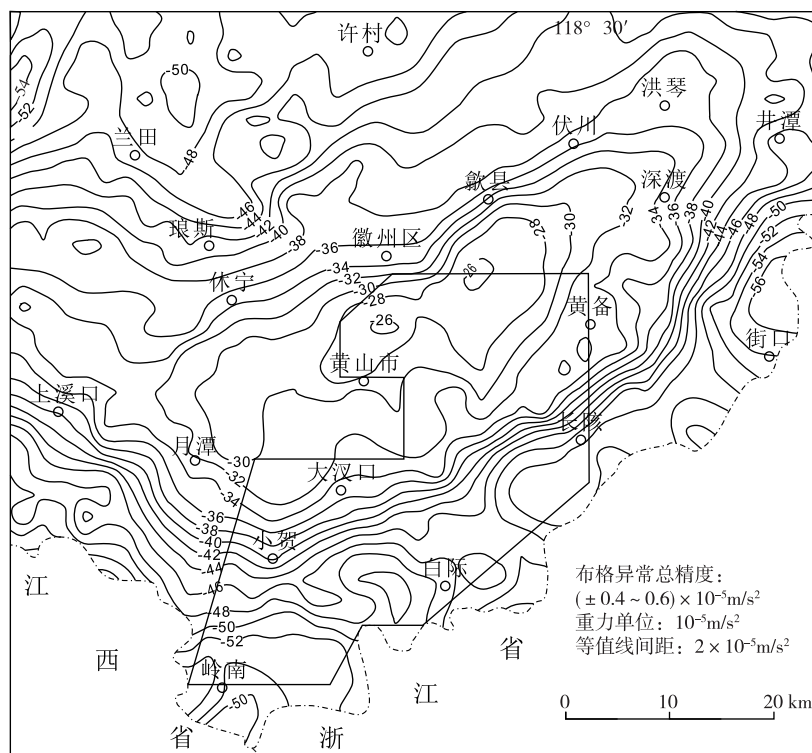 许村
118° 30′
-50
-54
-52
洪琴
井潭
兰田
伏川
-48
歙县
深渡
-46
-44
-42
-40
-38
琅斯
徽州区
-36
-34
-32
-30
-28
-26
休宁
-28
-30
-32
-34
-36
-38
-40
-42
-44
-46
-48
-50
-52
-54
-56
-26
黄备
黄山市
街口
上溪口
月潭
长陔
-30
-32
-34
-36
-38
-40
-42
-44
-46
-48
-50
-52
大汊口
小贺
白际
岭南
-50
江
西
省
浙
江
省
布格异常总精度：
(±0.4~0.6)×10⁻⁵m/s²
重力单位：10⁻⁵m/s²
等值线间距：2×10⁻⁵m/s²
0 10 20 km